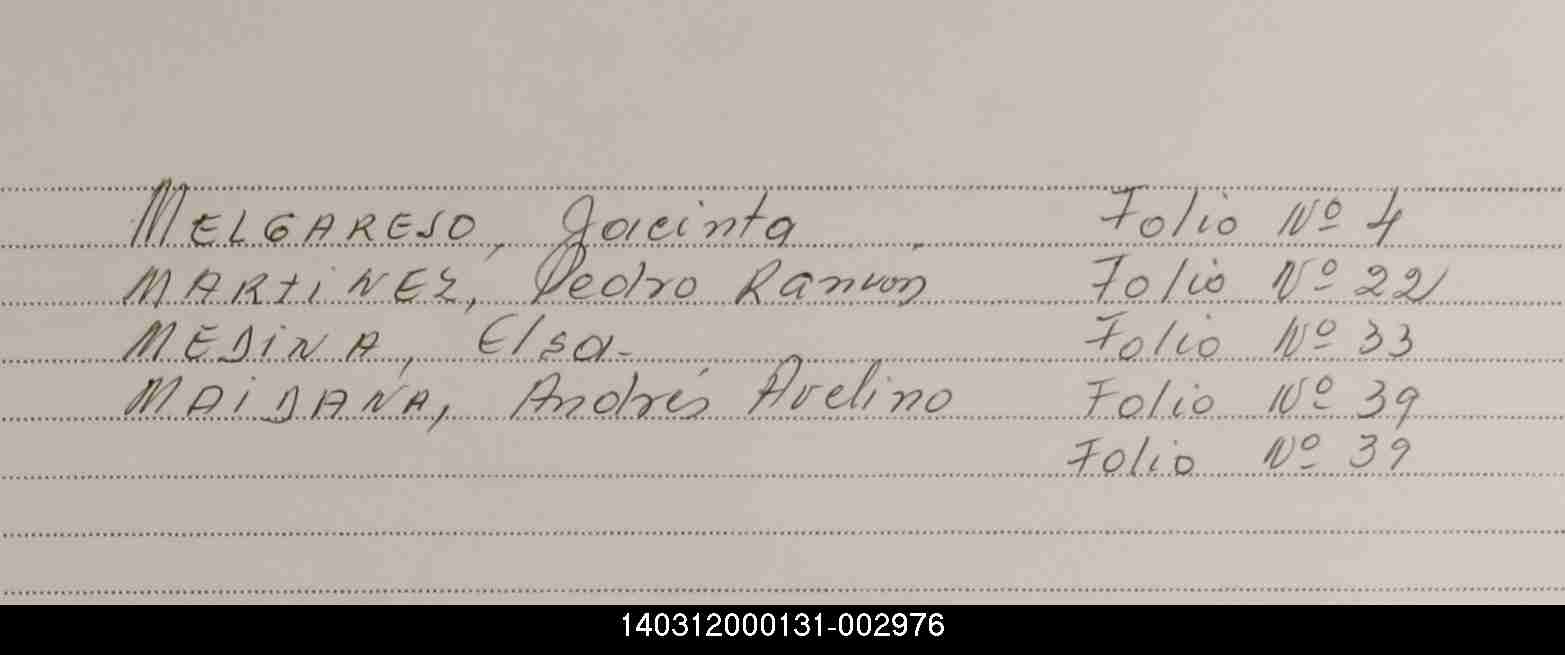 MELGAREJO, Jacinta Folio Nº 4
MARTINEZ, Pedro Ramón Folio Nº 22
MEDINA, Elsa.- Folio Nº 33
MAIDANA, Andrés Avelino Folio Nº 39
Folio Nº 39
140312000131-002976